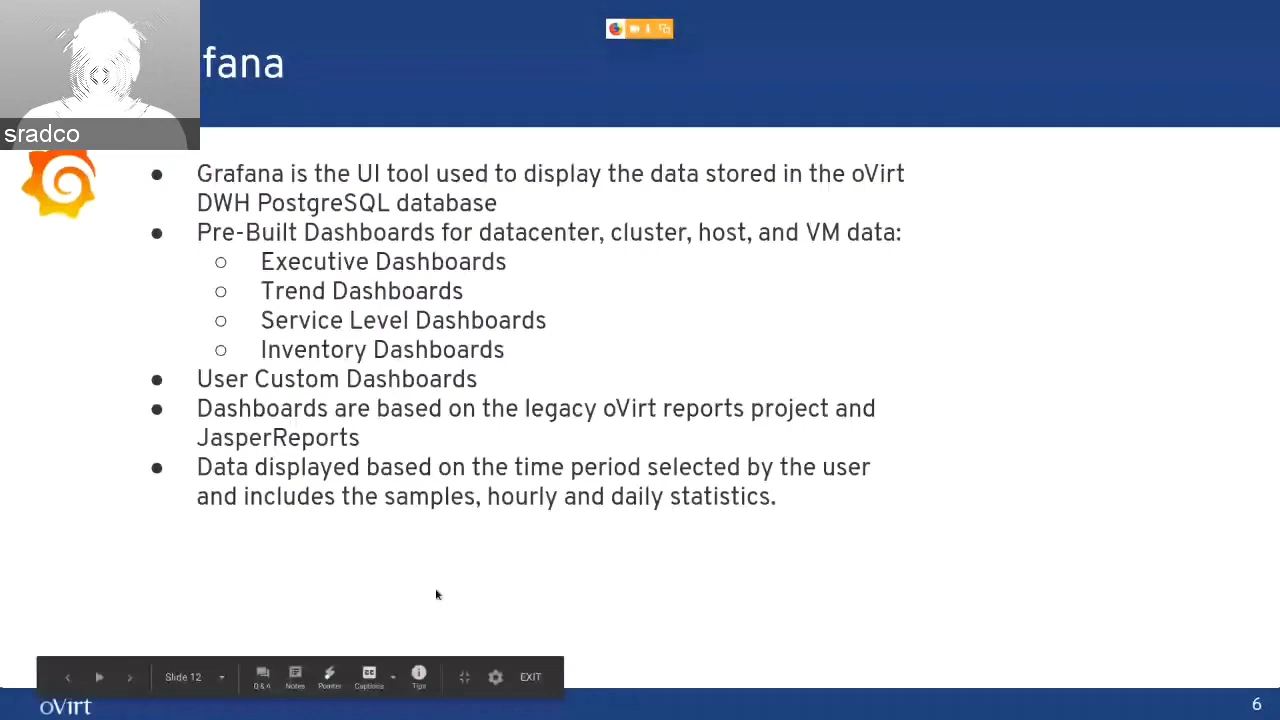 fana
sradco
● Grafana is the UI tool used to display the data stored in the oVirt
DWH PostgreSQL database
● Pre-Built Dashboards for datacenter, cluster, host, and VM data:
○ Executive Dashboards
○ Trend Dashboards
○ Service Level Dashboards
○ Inventory Dashboards
● User Custom Dashboards
● Dashboards are based on the legacy oVirt reports project and
JasperReports
● Data displayed based on the time period selected by the user
and includes the samples, hourly and daily statistics.
Slide 12
Q & A Notes Pointer Captions Tips
EXIT
oVirt
6